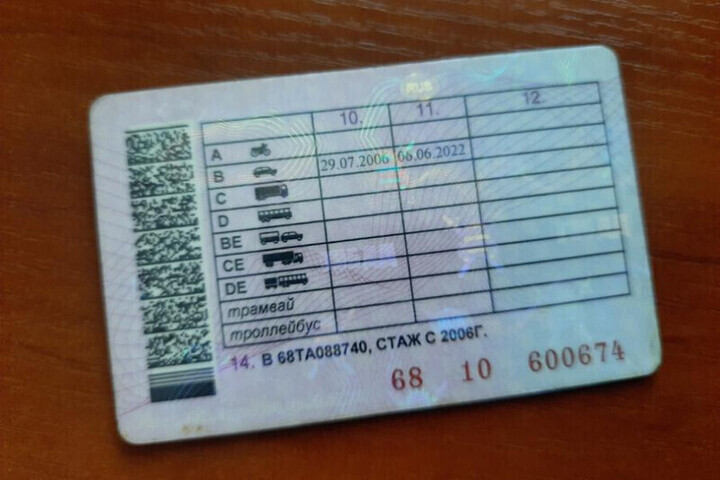 RUS
10. 11. 12.
A
B 29.07.2006 06.06.2022
C
D
BE
CE
DE
трамвай
троллейбус
14. В 68ТА088740, СТАЖ С 2006Г.
68 10 600674